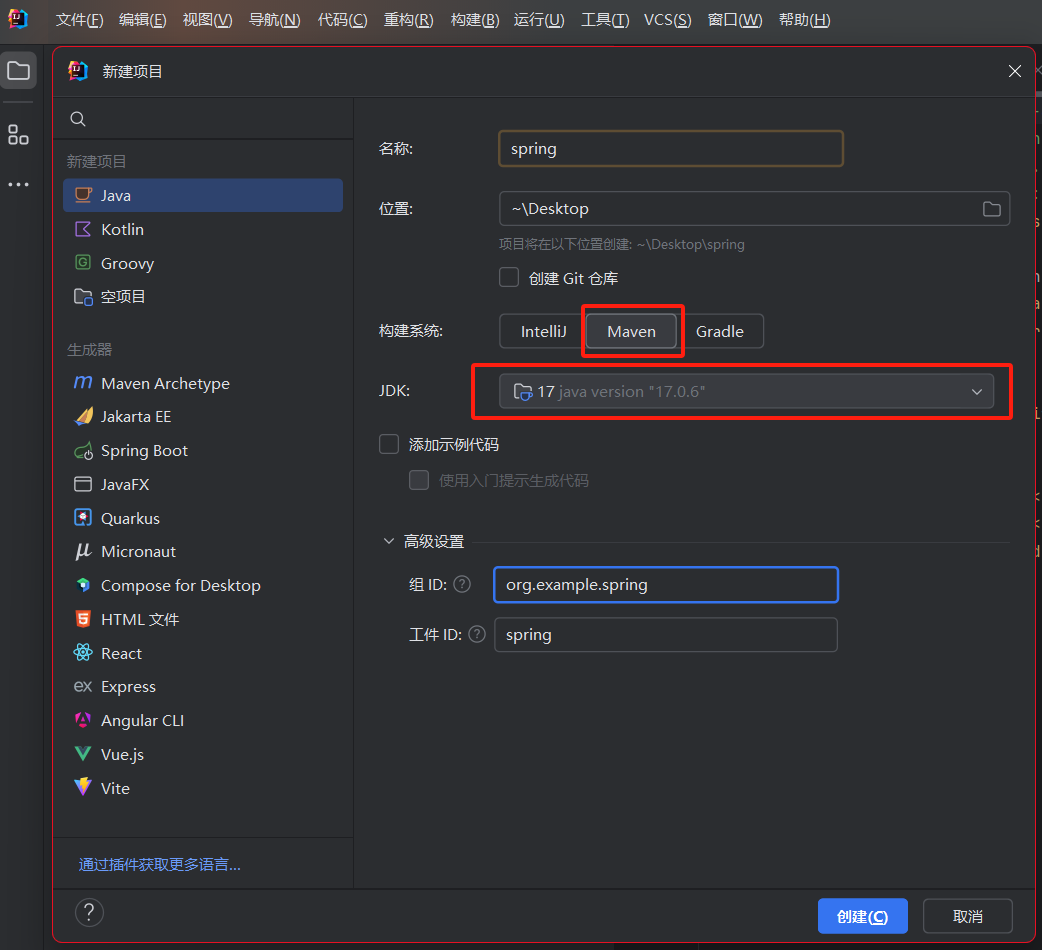 文件(F) 编辑(E) 视图(V) 导航(N) 代码(C) 重构(R) 构建(B) 运行(U) 工具(T) VCS(S) 窗口(W) 帮助(H)
新建项目
新建项目
Java
Kotlin
Groovy
空项目
生成器
Maven Archetype
Jakarta EE
Spring Boot
JavaFX
Quarkus
Micronaut
Compose for Desktop
HTML 文件
React
Express
Angular CLI
Vue.js
Vite
通过插件获取更多语言...
名称: spring
位置: ~\Desktop
项目将在以下位置创建: ~\Desktop\spring
创建 Git 仓库
构建系统: IntelliJ Maven Gradle
JDK: 17 java version "17.0.6"
添加示例代码
使用入门提示生成代码
高级设置
组 ID: ? org.example.spring
工件 ID: ? spring
? 创建(C) 取消